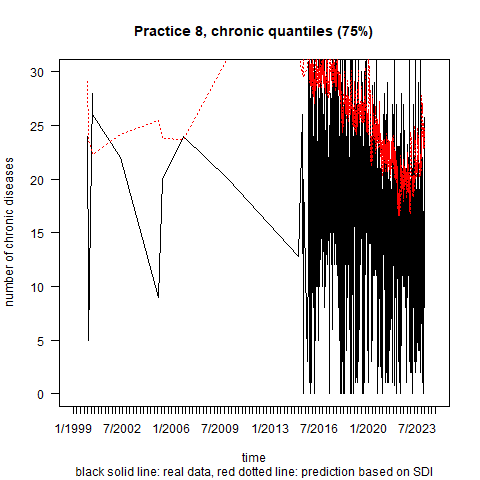 Practice 8, chronic quantiles (75%)
number of chronic diseases
30
25
20
15
10
5
0
1/1999 7/2002 1/2006 7/2009 1/2013 7/2016 1/2020 7/2023
time
black solid line: real data, red dotted line: prediction based on SDI